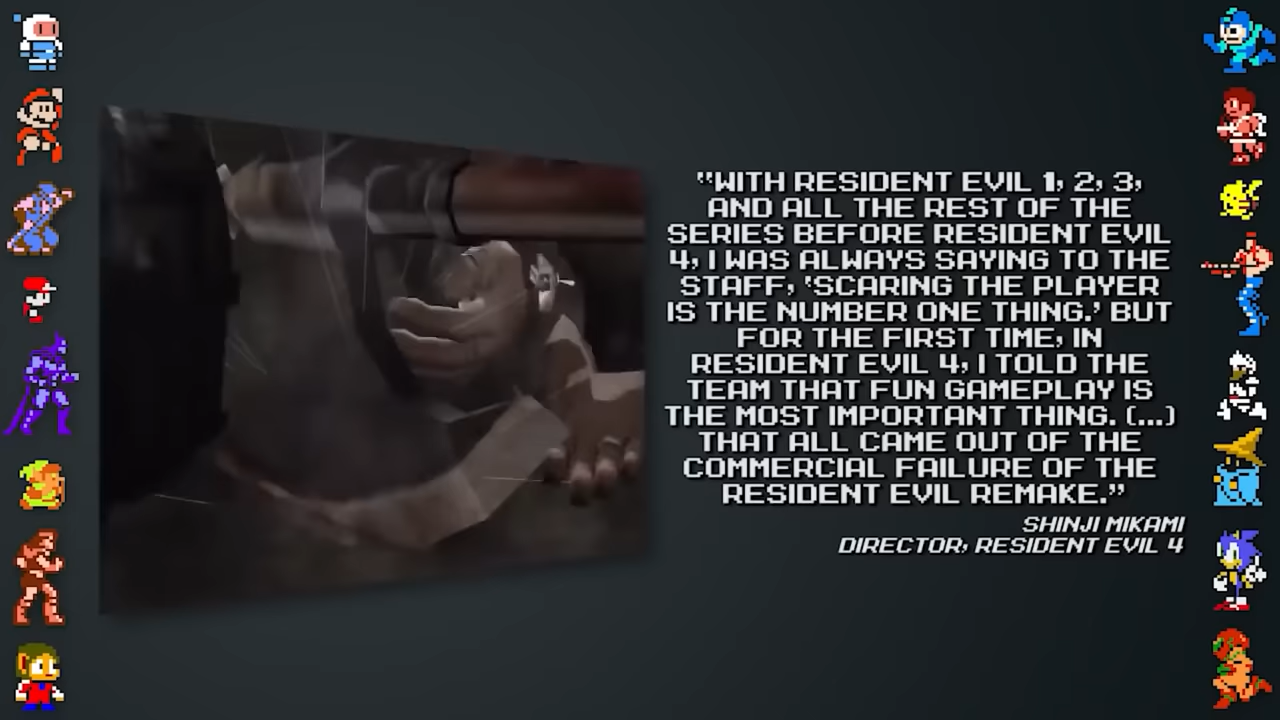 “WITH RESIDENT EVIL 1, 2, 3,
AND ALL THE REST OF THE
SERIES BEFORE RESIDENT EVIL
4, I WAS ALWAYS SAYING TO THE
STAFF, ‘SCARING THE PLAYER
IS THE NUMBER ONE THING.’ BUT
FOR THE FIRST TIME, IN
RESIDENT EVIL 4, I TOLD THE
TEAM THAT FUN GAMEPLAY IS
THE MOST IMPORTANT THING. (...)
THAT ALL CAME OUT OF THE
COMMERCIAL FAILURE OF THE
RESIDENT EVIL REMAKE.”
SHINJI MIKAMI
DIRECTOR, RESIDENT EVIL 4